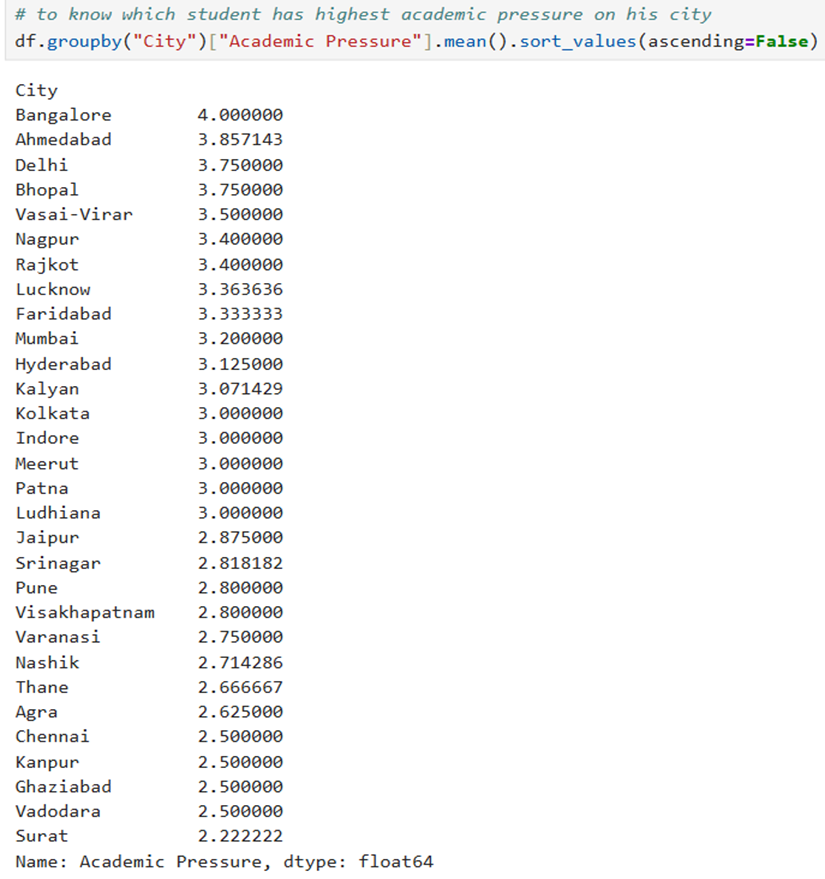 # to know which student has highest academic pressure on his city
df.groupby("City")["Academic Pressure"].mean().sort_values(ascending=False)
City
Bangalore        4.000000
Ahmedabad        3.857143
Delhi            3.750000
Bhopal           3.750000
Vasai-Virar      3.500000
Nagpur           3.400000
Rajkot           3.400000
Lucknow          3.363636
Faridabad        3.333333
Mumbai           3.200000
Hyderabad        3.125000
Kalyan           3.071429
Kolkata          3.000000
Indore           3.000000
Meerut           3.000000
Patna            3.000000
Ludhiana         3.000000
Jaipur           2.875000
Srinagar         2.818182
Pune             2.800000
Visakhapatnam    2.800000
Varanasi         2.750000
Nashik           2.714286
Thane            2.666667
Agra             2.625000
Chennai          2.500000
Kanpur           2.500000
Ghaziabad        2.500000
Vadodara         2.500000
Surat            2.222222
Name: Academic Pressure, dtype: float64